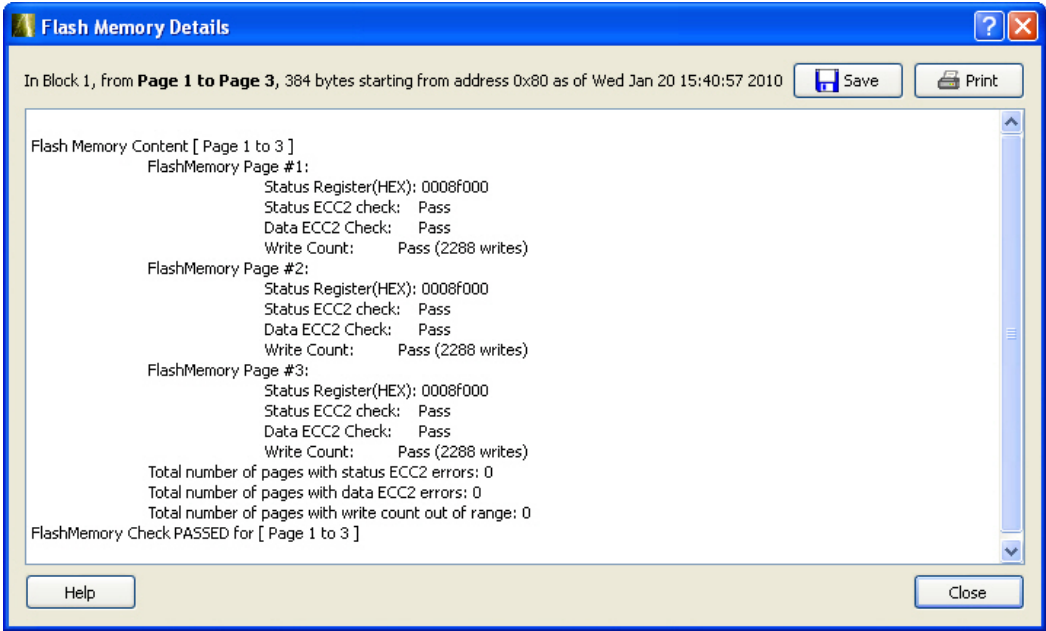 Flash Memory Details
In Block 1, from Page 1 to Page 3, 384 bytes starting from address 0x80 as of Wed Jan 20 15:40:57 2010
Save
Print
Flash Memory Content [ Page 1 to 3 ]
FlashMemory Page #1:
Status Register(HEX): 0008f000
Status ECC2 check: Pass
Data ECC2 Check: Pass
Write Count: Pass (2288 writes)
FlashMemory Page #2:
Status Register(HEX): 0008f000
Status ECC2 check: Pass
Data ECC2 Check: Pass
Write Count: Pass (2288 writes)
FlashMemory Page #3:
Status Register(HEX): 0008f000
Status ECC2 check: Pass
Data ECC2 Check: Pass
Write Count: Pass (2288 writes)
Total number of pages with status ECC2 errors: 0
Total number of pages with data ECC2 errors: 0
Total number of pages with write count out of range: 0
FlashMemory Check PASSED for [ Page 1 to 3 ]
Help
Close